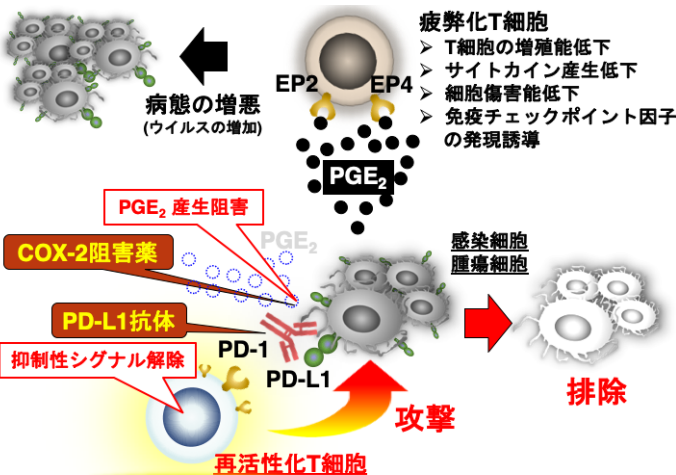 疲弊化T細胞
➢ T細胞の増殖能低下
➢ サイトカイン産生低下
➢ 細胞傷害能低下
➢ 免疫チェックポイント因子
の発現誘導
EP2
EP4
病態の増悪
(ウイルスの増加)
PGE₂
PGE₂ 産生阻害
PGE₂
COX-2阻害薬
感染細胞
腫瘍細胞
PD-L1抗体
PD-1
PD-L1
抑制性シグナル解除
攻撃
排除
再活性化T細胞